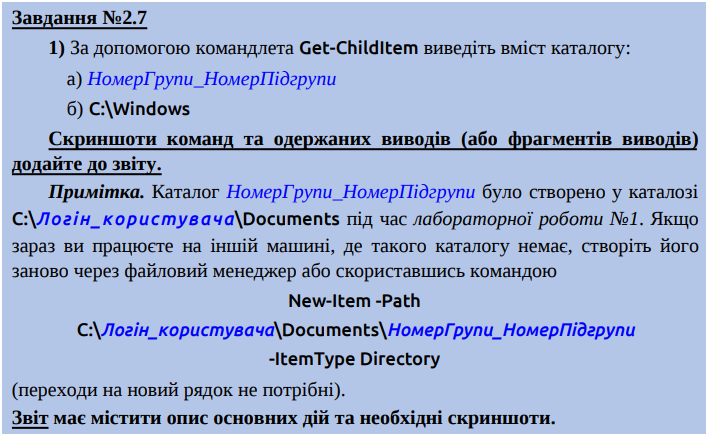 Завдання №2.7
1) За допомогою командлета Get-ChildItem виведіть вміст каталогу:
а) НомерГрупи_НомерПідгрупи
б) C:\Windows
Скриншоти команд та одержаних виводів (або фрагментів виводів)
додайте до звіту.
Примітка. Каталог НомерГрупи_НомерПідгрупи було створено у каталозі
C:\Логін_користувача\Documents під час лабораторної роботи №1. Якщо
зараз ви працюєте на іншій машині, де такого каталогу немає, створіть його
заново через файловий менеджер або скориставшись командою
New-Item -Path
C:\Логін_користувача\Documents\НомерГрупи_НомерПідгрупи
-ItemType Directory
(переходи на новий рядок не потрібні).
Звіт має містити опис основних дій та необхідні скриншоти.